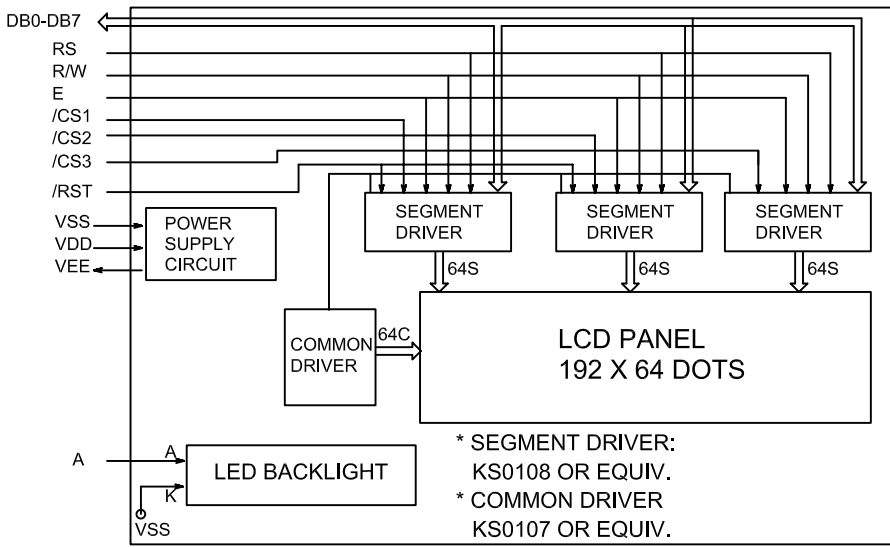 DB0-DB7
RS
R/W
E
/CS1
/CS2
/CS3
/RST
VSS
VDD
VEE
POWER
SUPPLY
CIRCUIT
SEGMENT
DRIVER
SEGMENT
DRIVER
SEGMENT
DRIVER
64S
64S
64S
COMMON
DRIVER
64C
LCD PANEL
192 X 64 DOTS
A
A
K
VSS
LED BACKLIGHT
* SEGMENT DRIVER:
KS0108 OR EQUIV.
* COMMON DRIVER
KS0107 OR EQUIV.